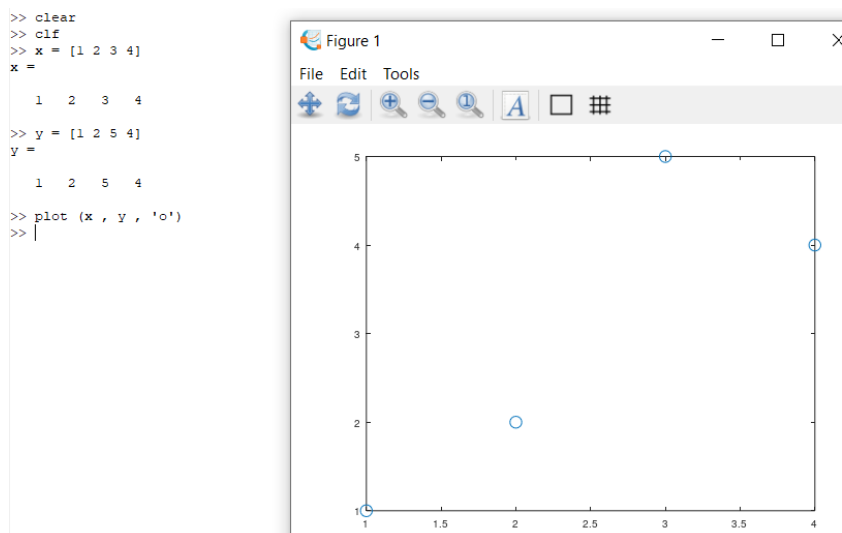 >> clear
>> clf
>> x = [1 2 3 4]
x =
1 2 3 4
>> y = [1 2 5 4]
y =
1 2 5 4
>> plot (x , y , 'o')
>>
Figure 1
File Edit Tools
A
5
4
3
2
1
1 1.5 2 2.5 3 3.5 4